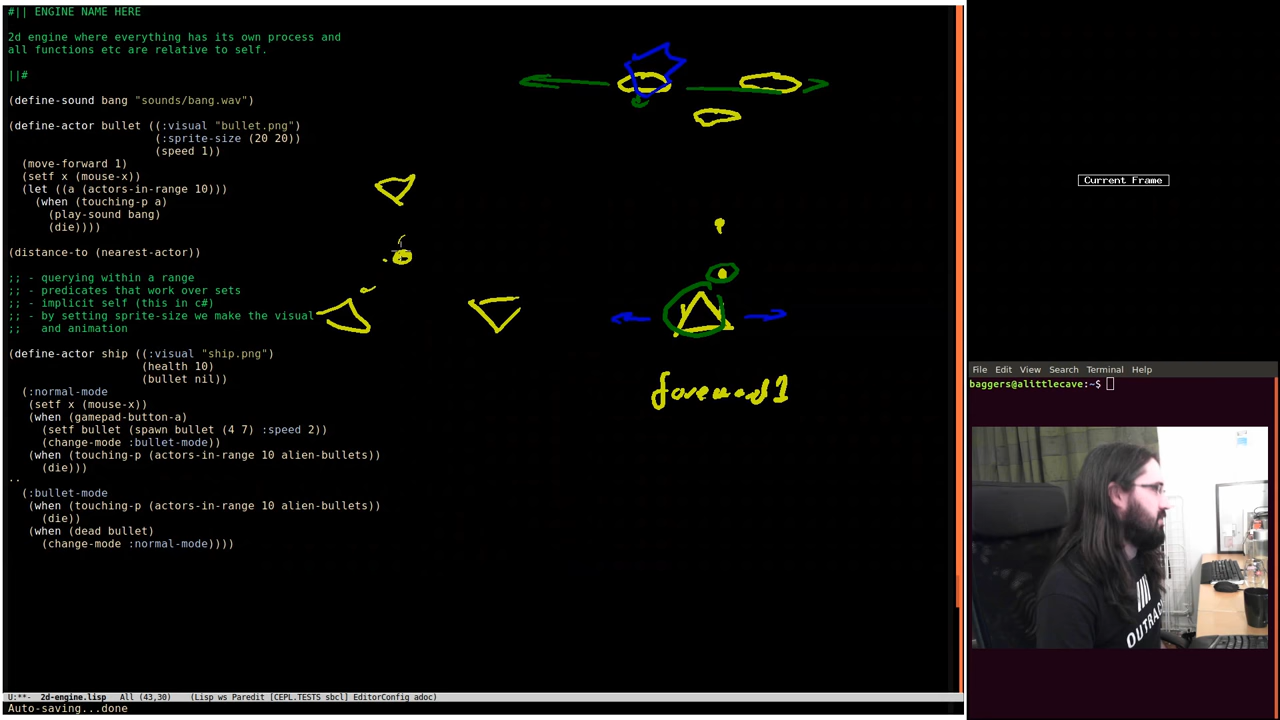 #|| ENGINE NAME HERE
2d engine where everything has its own process and
all functions etc are relative to self.
||#
(define-sound bang "sounds/bang.wav")
(define-actor bullet ((:visual "bullet.png")
(:sprite-size (20 20))
(speed 1))
(move-forward 1)
(setf x (mouse-x))
(let ((a (actors-in-range 10)))
(when (touching-p a)
(play-sound bang)
(die))))
(distance-to (nearest-actor))
;; - querying within a range
;; - predicates that work over sets
;; - implicit self (this in c#)
;; - by setting sprite-size we make the visual
;;   and animation
(define-actor ship ((:visual "ship.png")
(health 10)
(bullet nil))
(:normal-mode
(setf x (mouse-x))
(when (gamepad-button-a)
(setf bullet (spawn bullet (4 7) :speed 2))
(change-mode :bullet-mode))
(when (touching-p (actors-in-range 10 alien-bullets))
(die)))
..
(:bullet-mode
(when (touching-p (actors-in-range 10 alien-bullets))
(die))
(when (dead bullet)
(change-mode :normal-mode))))
U:**-  2d-engine.lisp   All (43,30)    (Lisp ws Paredit [CEPL.TESTS sbcl] EditorConfig adoc)
Auto-saving...done
Current Frame
File Edit View Search Terminal Help
baggers@alittlecave:~$
OUTRAC